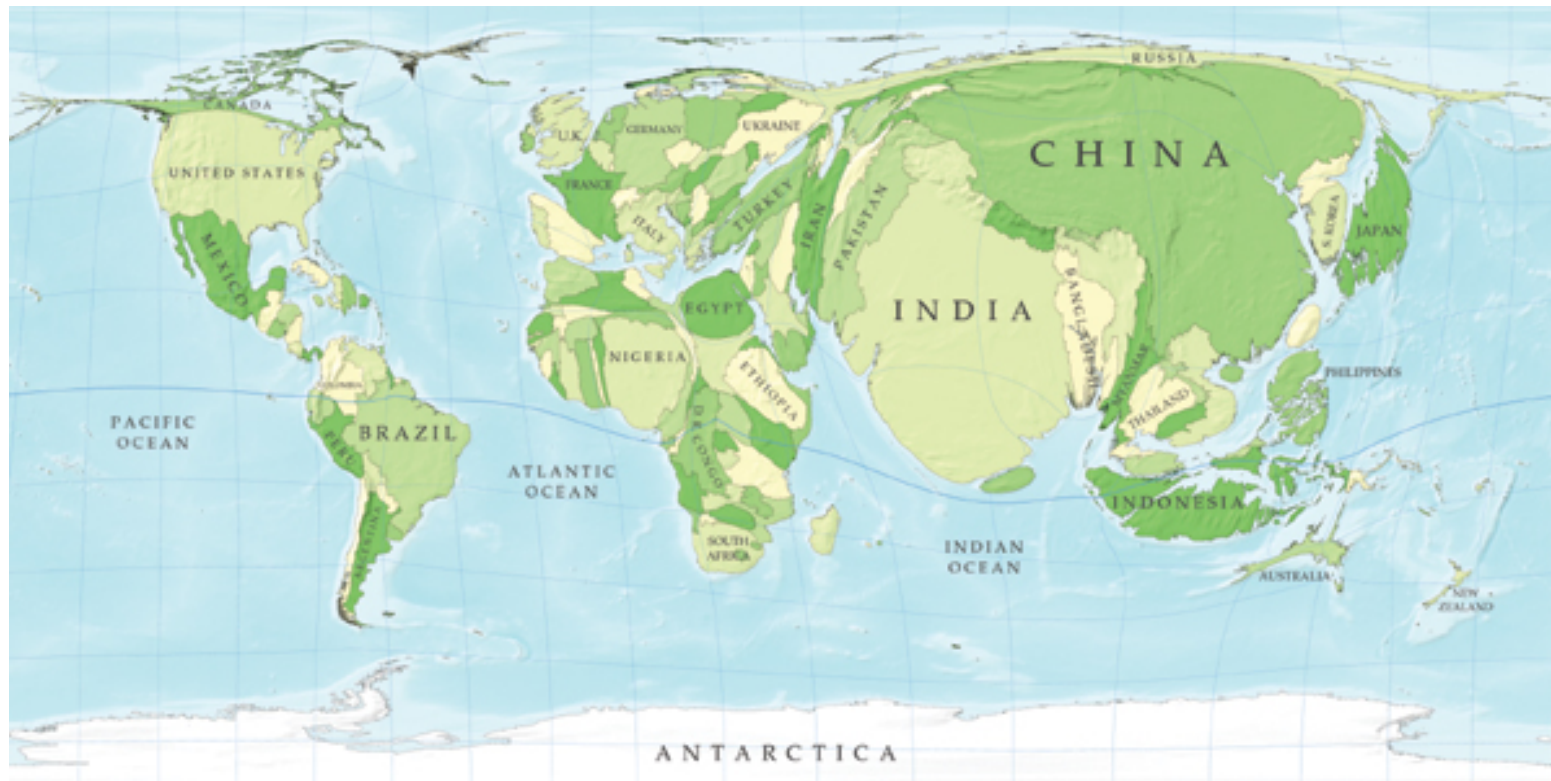 RUSSIA
CANADA
U.K.
GERMANY
UKRAINE
CHINA
UNITED STATES
FRANCE
ITALY
TURKEY
IRAN
PAKISTAN
S. KOREA
JAPAN
MEXICO
EGYPT
INDIA
BANGLADESH
NIGERIA
ETHIOPIA
MYANMAR
PHILIPPINES
COLOMBIA
THAILAND
PACIFIC
OCEAN
PERU
BRAZIL
D.R. CONGO
ATLANTIC
OCEAN
INDONESIA
ARGENTINA
SOUTH
AFRICA
INDIAN
OCEAN
AUSTRALIA
NEW
ZEALAND
ANTARCTICA